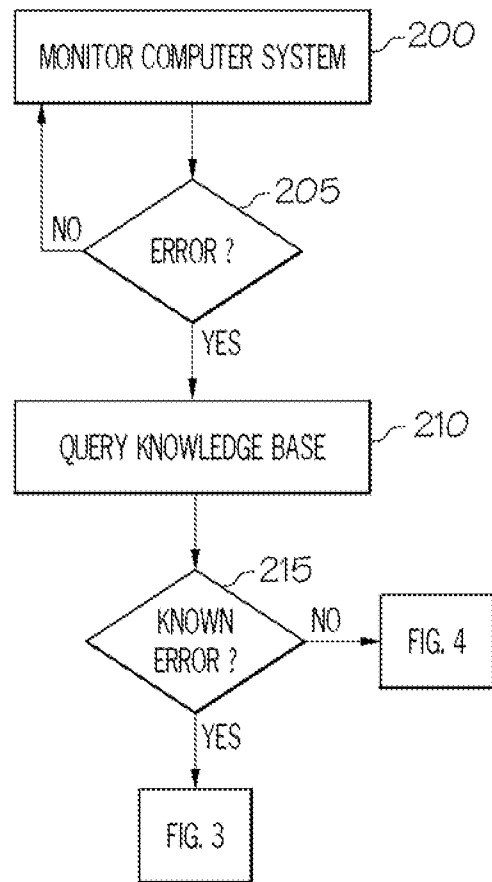 200
MONITOR COMPUTER SYSTEM
205
NO
ERROR ?
YES
210
QUERY KNOWLEDGE BASE
215
KNOWN
ERROR ?
NO
FIG. 4
YES
FIG. 3